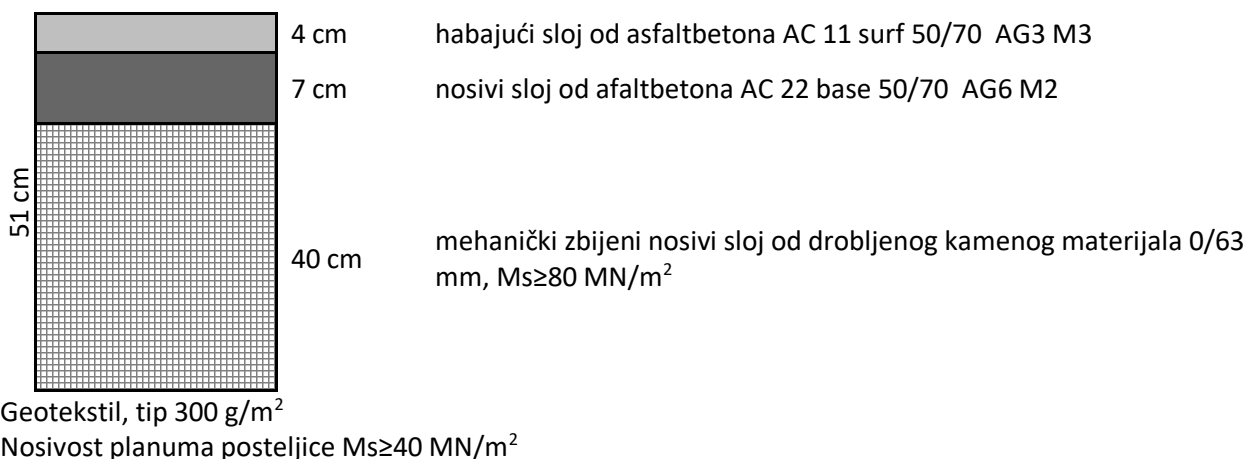 4 cm habajući sloj od asfaltbetona AC 11 surf 50/70 AG3 M3
7 cm nosivi sloj od afaltbetona AC 22 base 50/70 AG6 M2
51 cm
40 cm
mehanički zbijeni nosivi sloj od drobljenog kamenog materijala 0/63
mm, Ms≥80 MN/m²
Geotekstil, tip 300 g/m²
Nosivost planuma posteljice Ms≥40 MN/m²